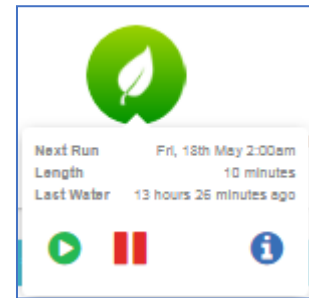 Next Run Fri, 18th May 2:00am
Length 10 minutes
Last Water 13 hours 26 minutes ago